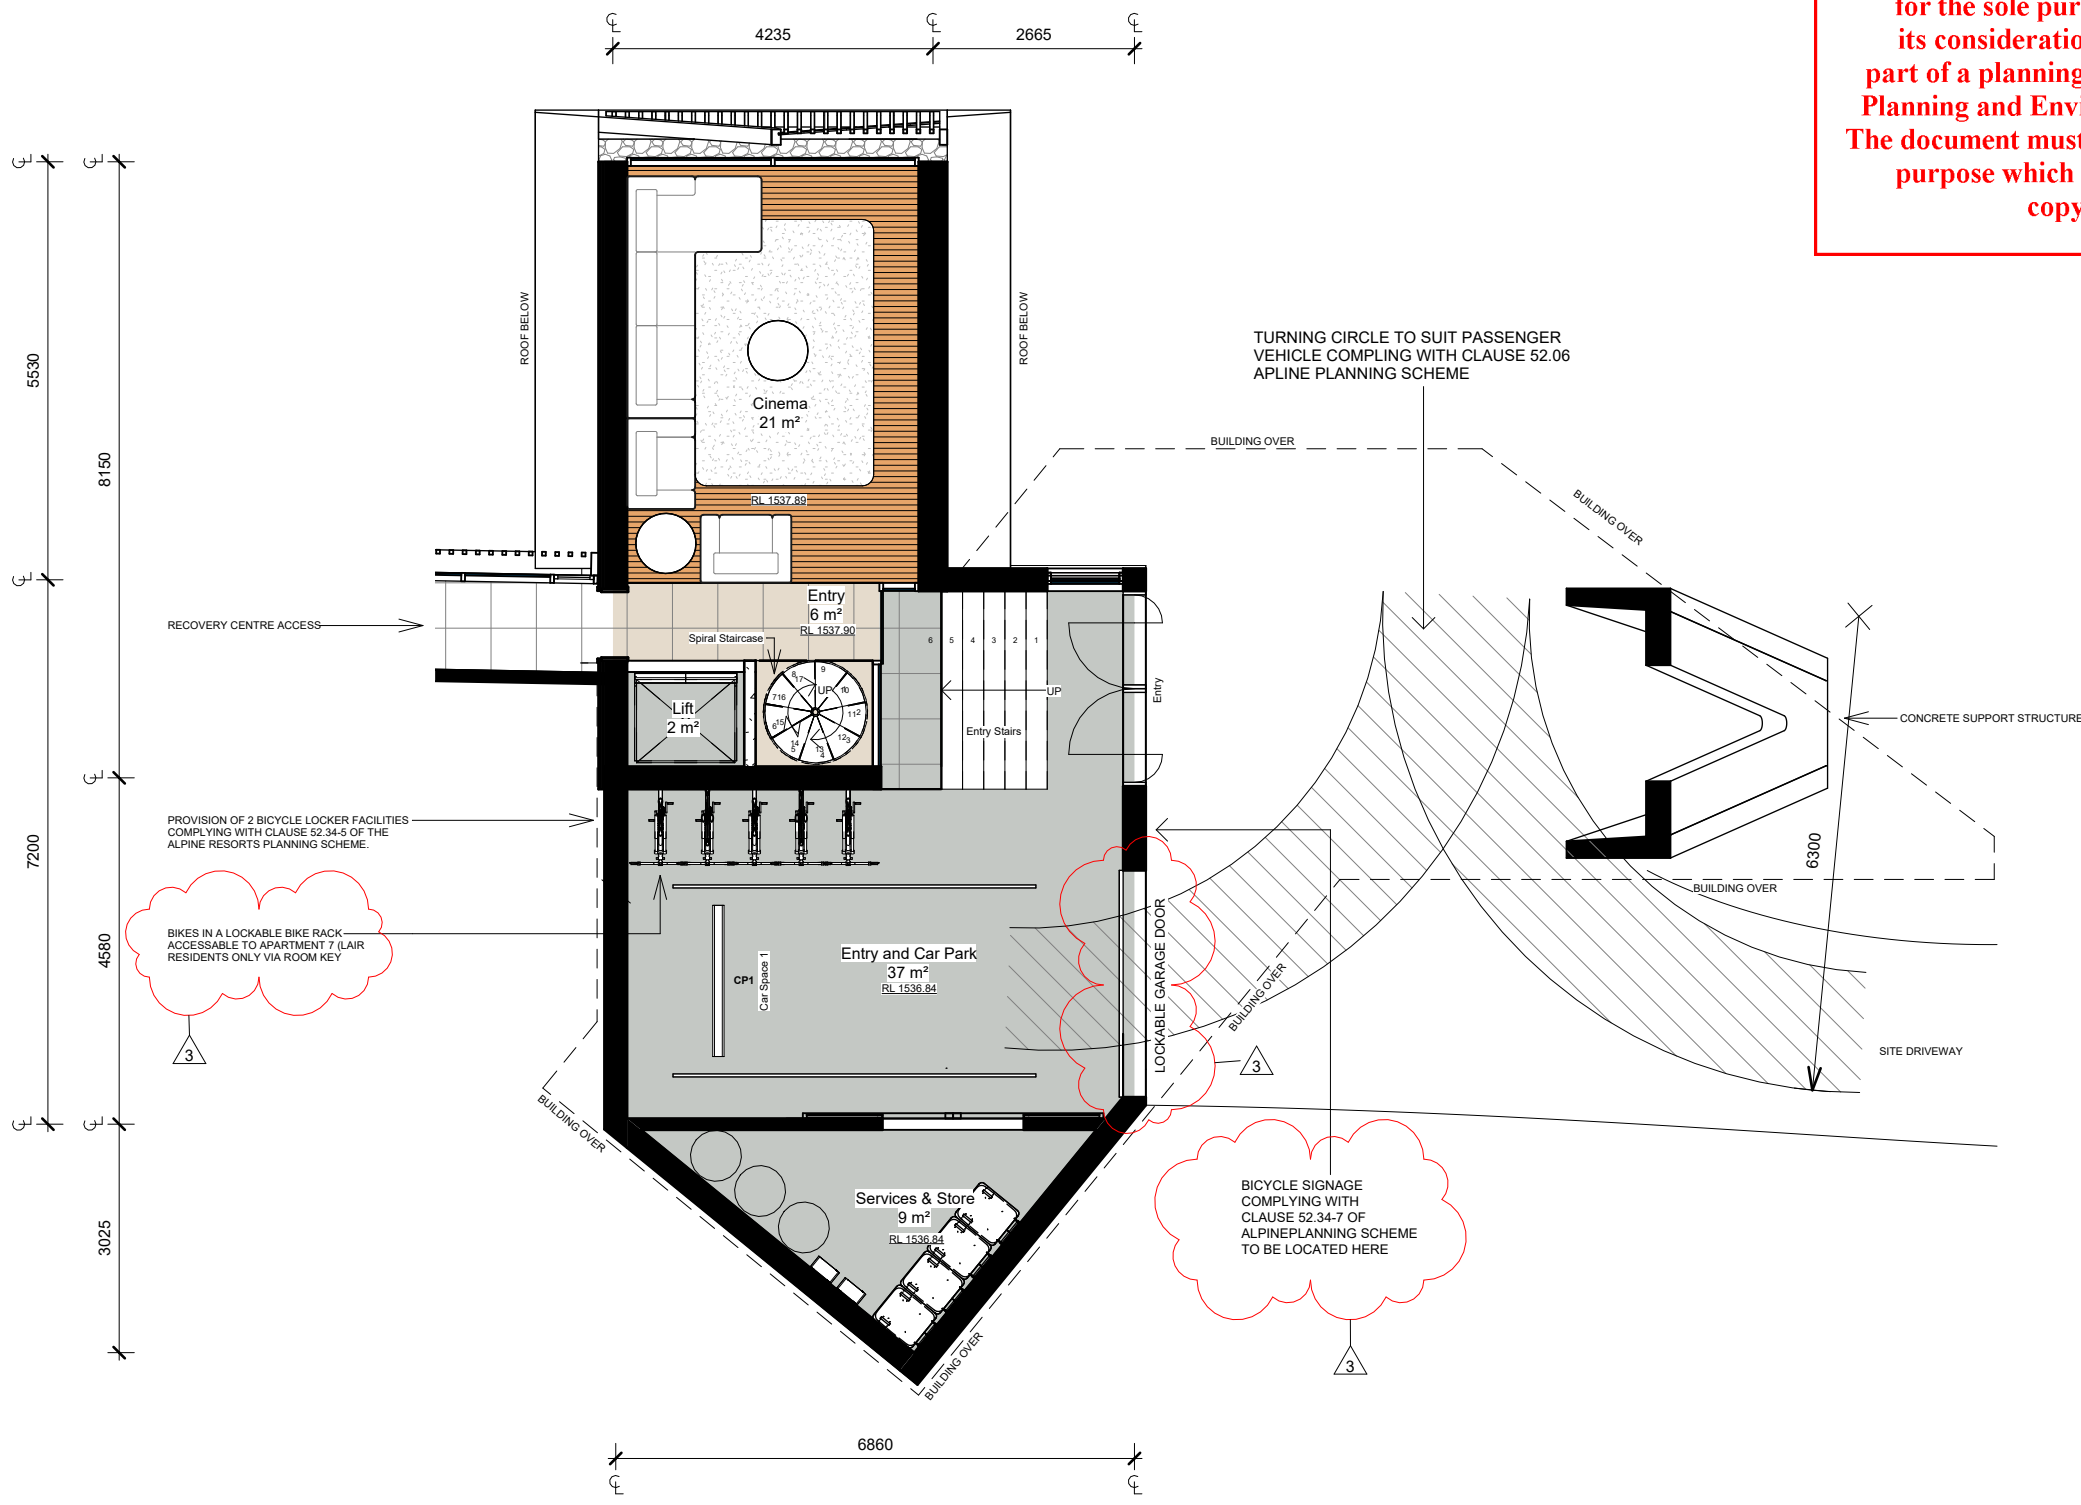 for the sole pur
its consideratio
part of a planning
Planning and Envi
The document must
purpose which
copy
4235
2665
5530
8150
7200
4580
3025
ROOF BELOW
ROOF BELOW
Cinema
21 m²
RL 1537.89
TURNING CIRCLE TO SUIT PASSENGER
VEHICLE COMPLING WITH CLAUSE 52.06
APLINE PLANNING SCHEME
BUILDING OVER
BUILDING OVER
RECOVERY CENTRE ACCESS
Entry
6 m²
RL 1537.90
Spiral Staircase
UP
Lift
2 m²
6 5 4 3 2 1
UP
Entry Stairs
Entry
CONCRETE SUPPORT STRUCTURE
6300
PROVISION OF 2 BICYCLE LOCKER FACILITIES
COMPLYING WITH CLAUSE 52.34-5 OF THE
ALPINE RESORTS PLANNING SCHEME.
BIKES IN A LOCKABLE BIKE RACK
ACCESSABLE TO APARTMENT 7 (LAIR
RESIDENTS ONLY VIA ROOM KEY
3
CP1
Car Space 1
Entry and Car Park
37 m²
RL 1536.84
LOCKABLE GARAGE DOOR
BUILDING OVER
BUILDING OVER
SITE DRIVEWAY
3
BUILDING OVER
Services & Store
9 m²
RL 1536.84
BUILDING OVER
BICYCLE SIGNAGE
COMPLYING WITH
CLAUSE 52.34-7 OF
ALPINEPLANNING SCHEME
TO BE LOCATED HERE
3
6860